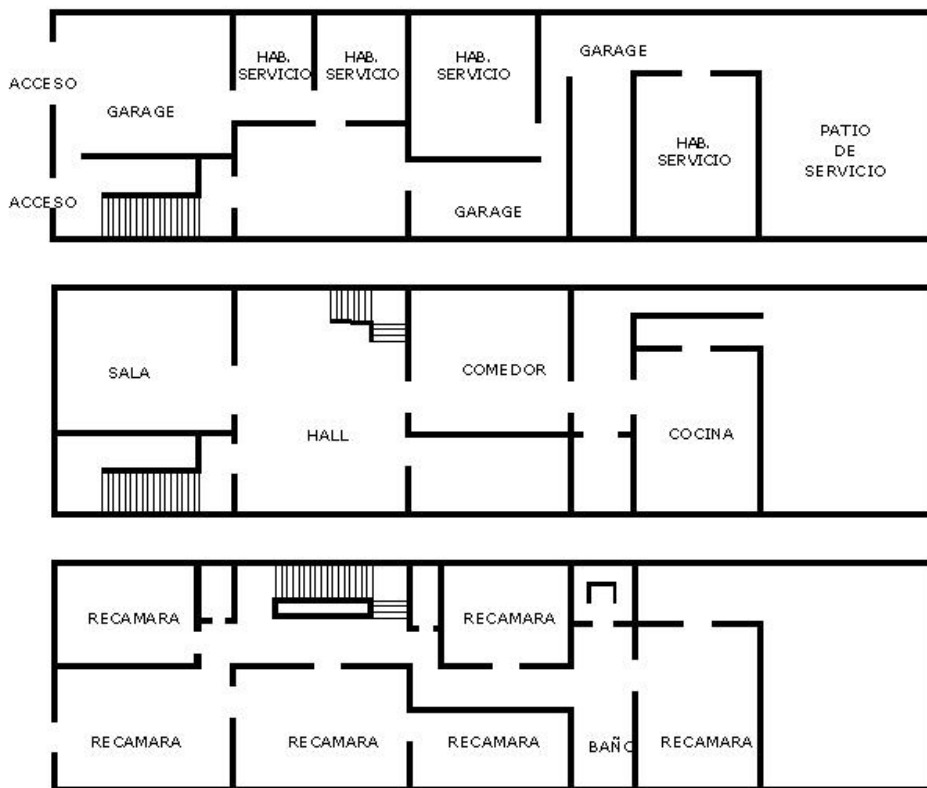 GARAGE
HAB.
SERVICIO
HAB.
SERVICIO
HAB.
SERVICIO
ACCESO
GARAGE
HAB.
SERVICIO
PATIO
DE
SERVICIO
ACCESO
GARAGE
SALA
COMEDOR
HALL
COCINA
RECAMARA
RECAMARA
RECAMARA
RECAMARA
RECAMARA
BAÑO
RECAMARA